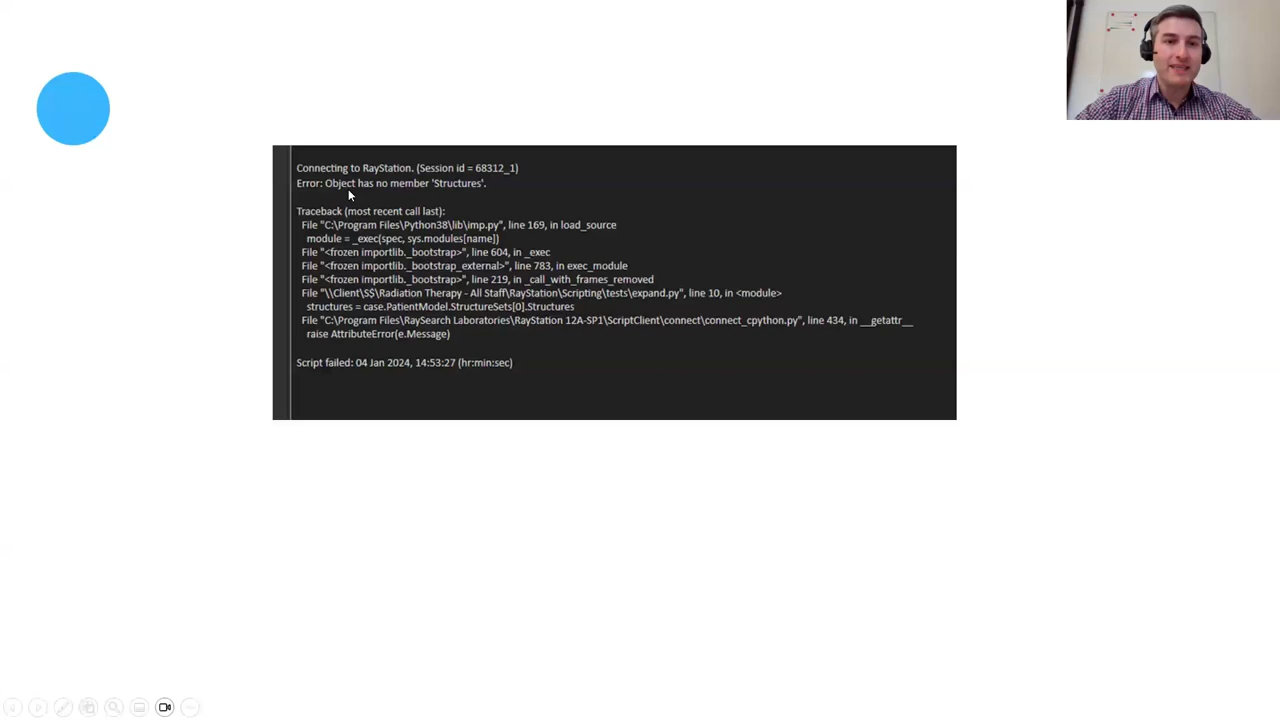 Connecting to RayStation. (Session id = 68312_1)
Error: Object has no member 'Structures'.
Traceback (most recent call last):
File "C:\Program Files\Python38\lib\imp.py", line 169, in load_source
module = _exec(spec, sys.modules[name])
File "<frozen importlib._bootstrap>", line 604, in _exec
File "<frozen importlib._bootstrap_external>", line 783, in exec_module
File "<frozen importlib._bootstrap>", line 219, in _call_with_frames_removed
File "\\Client\S$\Radiation Therapy - All Staff\RayStation\Scripting\tests\expand.py", line 10, in <module>
structures = case.PatientModel.StructureSets[0].Structures
File "C:\Program Files\RaySearch Laboratories\RayStation 12A-SP1\ScriptClient\connect\connect_cpython.py", line 434, in __getattr__
raise AttributeError(e.Message)
Script failed: 04 Jan 2024, 14:53:27 (hr:min:sec)